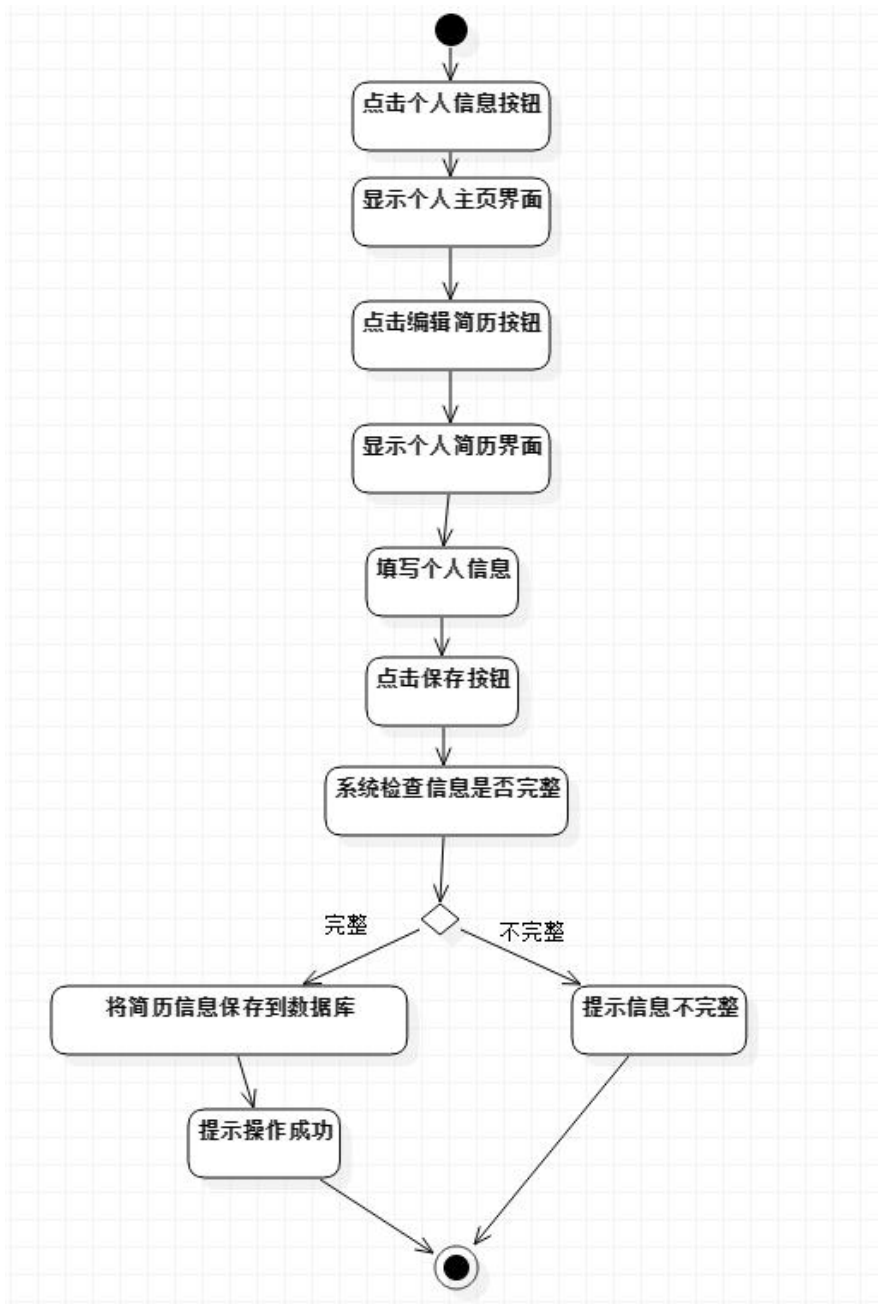 点击个人信息按钮
显示个人主页界面
点击编辑简历按钮
显示个人简历界面
填写个人信息
点击保存按钮
系统检查信息是否完整
完整
不完整
将简历信息保存到数据库
提示信息不完整
提示操作成功